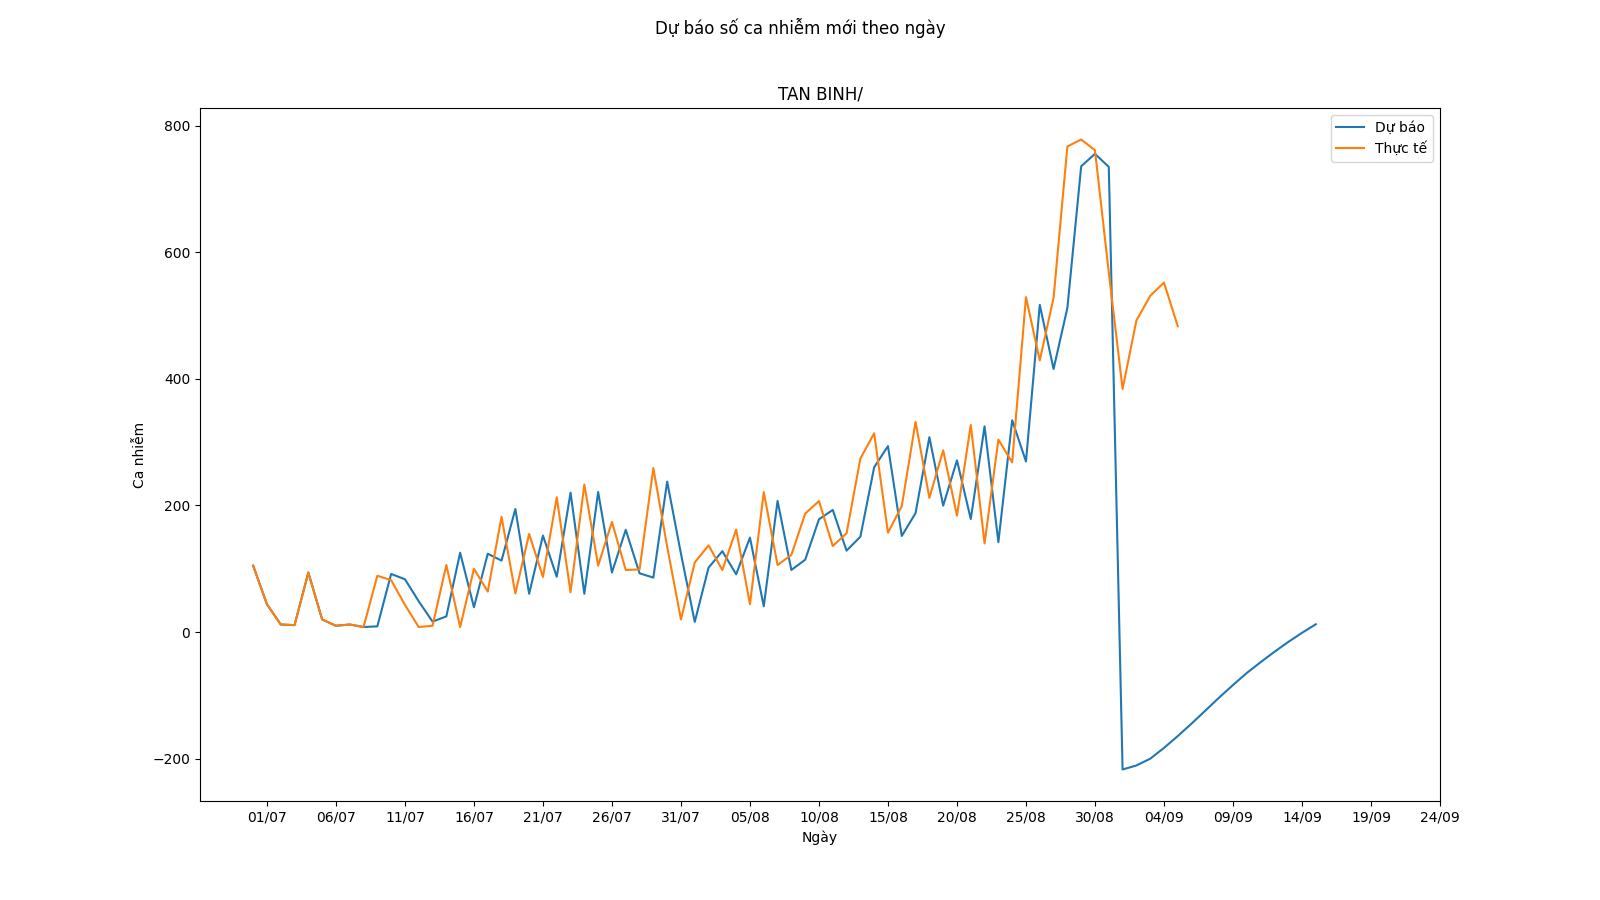 Dự báo số ca nhiễm mới theo ngày
TAN BINH/
Dự báo
Thực tế
800
600
400
200
0
−200
Ca nhiễm
01/07 06/07 11/07 16/07 21/07 26/07 31/07 05/08 10/08 15/08 20/08 25/08 30/08 04/09 09/09 14/09 19/09 24/09
Ngày